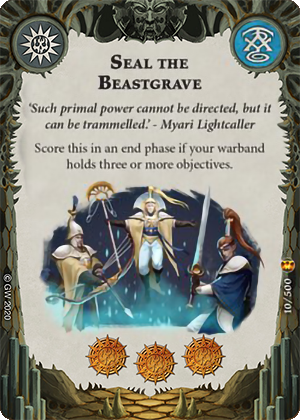 SEAL THE
BEASTGRAVE
‘Such primal power cannot be directed, but it
can be trammelled.’ - Myari Lightcaller
Score this in an end phase if your warband
holds three or more objectives.
© GW 2020
10/500